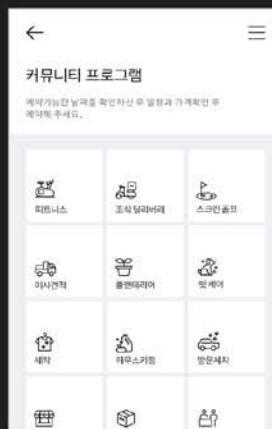 커뮤니티 프로그램
예약가능한 날짜를 확인하신 후 일정과 가격확인 후
예약해 주세요.
피트니스 조식 딜리버리 스크린골프
이사견적 플랜테리어 펫 케어
세탁 하우스키핑 방문세차